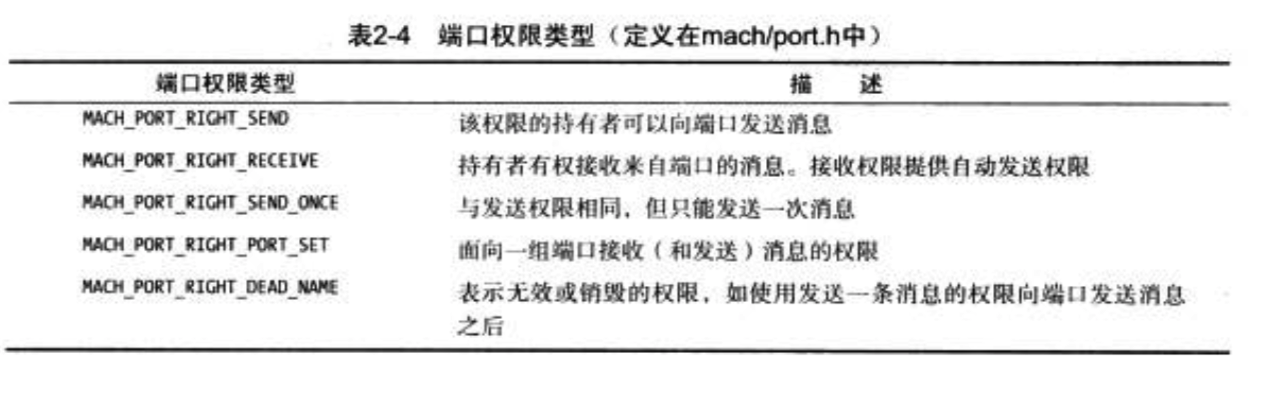 表2-4 端口权限类型（定义在mach/port.h中）
端口权限类型 描 述
MACH_PORT_RIGHT_SEND 该权限的持有者可以向端口发送消息
MACH_PORT_RIGHT_RECEIVE 持有者有权接收来自端口的消息。接收权限提供自动发送权限
MACH_PORT_RIGHT_SEND_ONCE 与发送权限相同，但只能发送一次消息
MACH_PORT_RIGHT_PORT_SET 面向一组端口接收（和发送）消息的权限
MACH_PORT_RIGHT_DEAD_NAME 表示无效或销毁的权限，如使用发送一条消息的权限向端口发送消息
之后